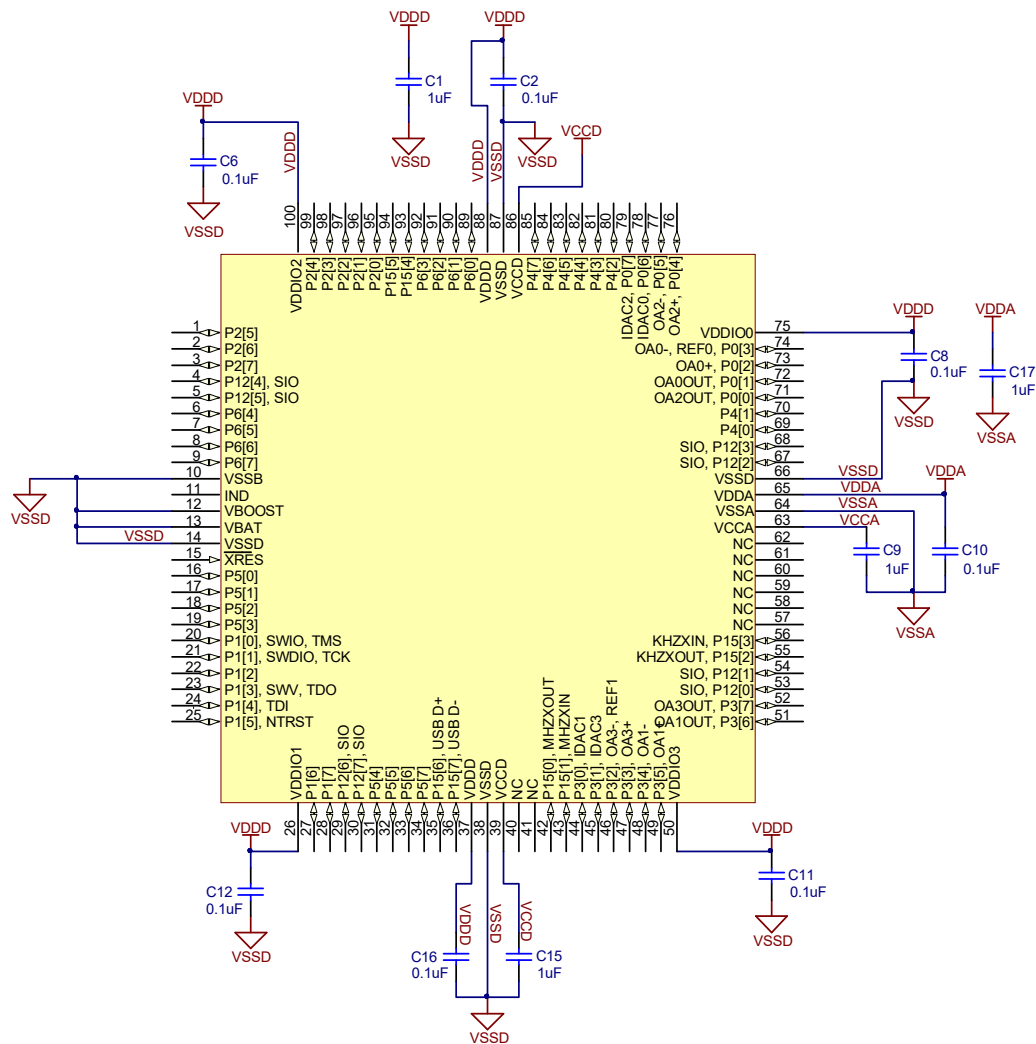 VDDD
VDDD
C1
1uF
VSSD
C2
0.1uF
VSSD
VDDD
C6
0.1uF
VSSD
VDDD
VDDD
VSSD
VCCD
100
99
98
97
96
95
94
93
92
91
90
89
88
87
86
85
84
83
82
81
80
79
78
77
76
VDDIO2
P2[4]
P2[3]
P2[2]
P2[1]
P2[0]
P15[5]
P15[4]
P6[3]
P6[2]
P6[1]
P6[0]
VDDD
VSSD
VCCD
P4[7]
P4[6]
P4[5]
P4[4]
P4[3]
P4[2]
IDAC2, P0[7]
IDAC0, P0[6]
OA2-, P0[5]
OA2+, P0[4]
1 P2[5]
2 P2[6]
3 P2[7]
4 P12[4], SIO
5 P12[5], SIO
6 P6[4]
7 P6[5]
8 P6[6]
9 P6[7]
10 VSSB
11 IND
12 VBOOST
13 VBAT
VSSD 14 VSSD
15 XRES
16 P5[0]
17 P5[1]
18 P5[2]
19 P5[3]
20 P1[0], SWIO, TMS
21 P1[1], SWDIO, TCK
22 P1[2]
23 P1[3], SWV, TDO
24 P1[4], TDI
25 P1[5], NTRST
VSSD
VDDIO0 75
OA0-, REF0, P0[3] 74
OA0+, P0[2] 73
OA0OUT, P0[1] 72
OA2OUT, P0[0] 71
P4[1] 70
P4[0] 69
SIO, P12[3] 68
SIO, P12[2] 67
VSSD 66 VSSD
VDDA 65 VDDA
VSSA 64 VSSA
VCCA 63 VCCA
NC 62
NC 61
NC 60
NC 59
NC 58
NC 57
KHZXIN, P15[3] 56
KHZXOUT, P15[2] 55
SIO, P12[1] 54
SIO, P12[0] 53
OA3OUT, P3[7] 52
OA1OUT, P3[6] 51
VDDD
C8
0.1uF
VSSD
VDDA
C17
1uF
VSSA
VDDA
C9
1uF
C10
0.1uF
VSSA
VDDIO1
P1[6]
P1[7]
P12[6], SIO
P12[7], SIO
P5[4]
P5[5]
P5[6]
P5[7]
P15[6], USB D+
P15[7], USB D-
VDDD
VSSD
VCCD
NC
NC
P15[0], MHZXOUT
P15[1], MHZXIN
P3[0], IDAC1
P3[1], IDAC3
P3[2], OA3-, REF1
P3[3], OA3+
P3[4], OA1-
P3[5], OA1+
VDDIO3
26
27
28
29
30
31
32
33
34
35
36
37
38
39
40
41
42
43
44
45
46
47
48
49
50
VDDD
C12
0.1uF
VSSD
VDDD
VSSD
VCCD
C16
0.1uF
C15
1uF
VSSD
VDDD
C11
0.1uF
VSSD